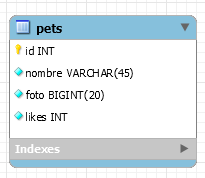 pets
id INT
nombre VARCHAR(45)
foto BIGINT(20)
likes INT
Indexes